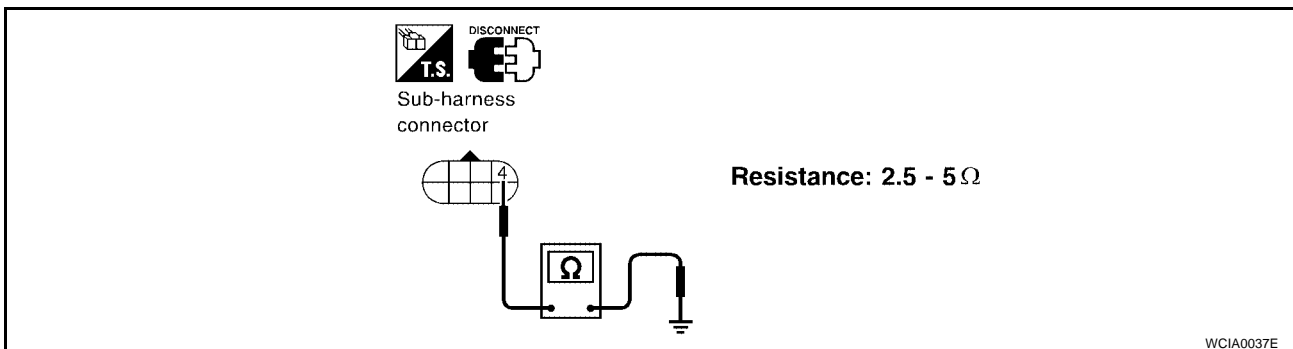 DISCONNECT
T.S.
Sub-harness
connector
4
Resistance: 2.5 - 5Ω
Ω
WCIA0037E